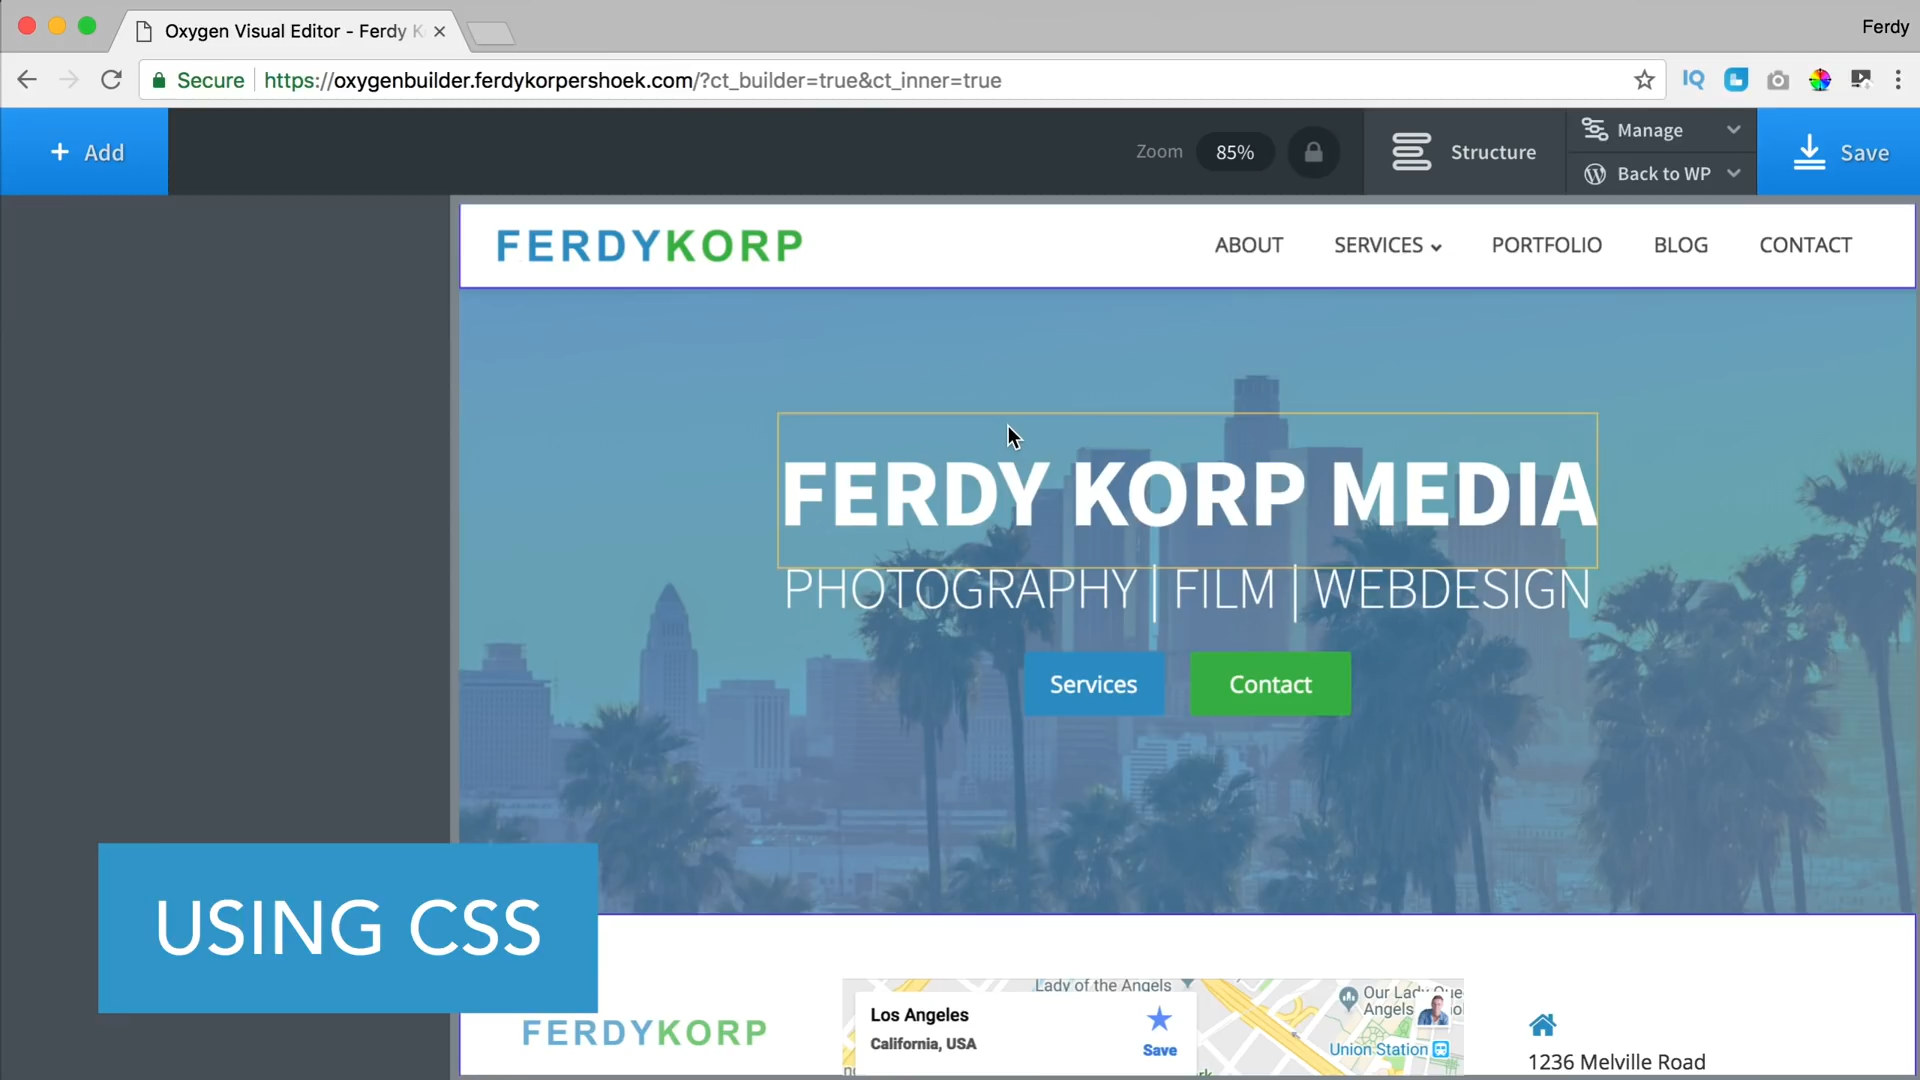 Oxygen Visual Editor - Ferdy K
Ferdy
Secure https://oxygenbuilder.ferdykorpershoek.com/?ct_builder=true&ct_inner=true
IQ
+ Add
Zoom 85%
Structure
Manage
Back to WP
Save
FERDYKORP
ABOUT SERVICES PORTFOLIO BLOG CONTACT
FERDY KORP MEDIA
PHOTOGRAPHY | FILM | WEBDESIGN
Services Contact
USING CSS
FERDYKORP
Lady of the Angels
Los Angeles
California, USA
Save
Our Lady Que
Angels
Union Station
1236 Melville Road